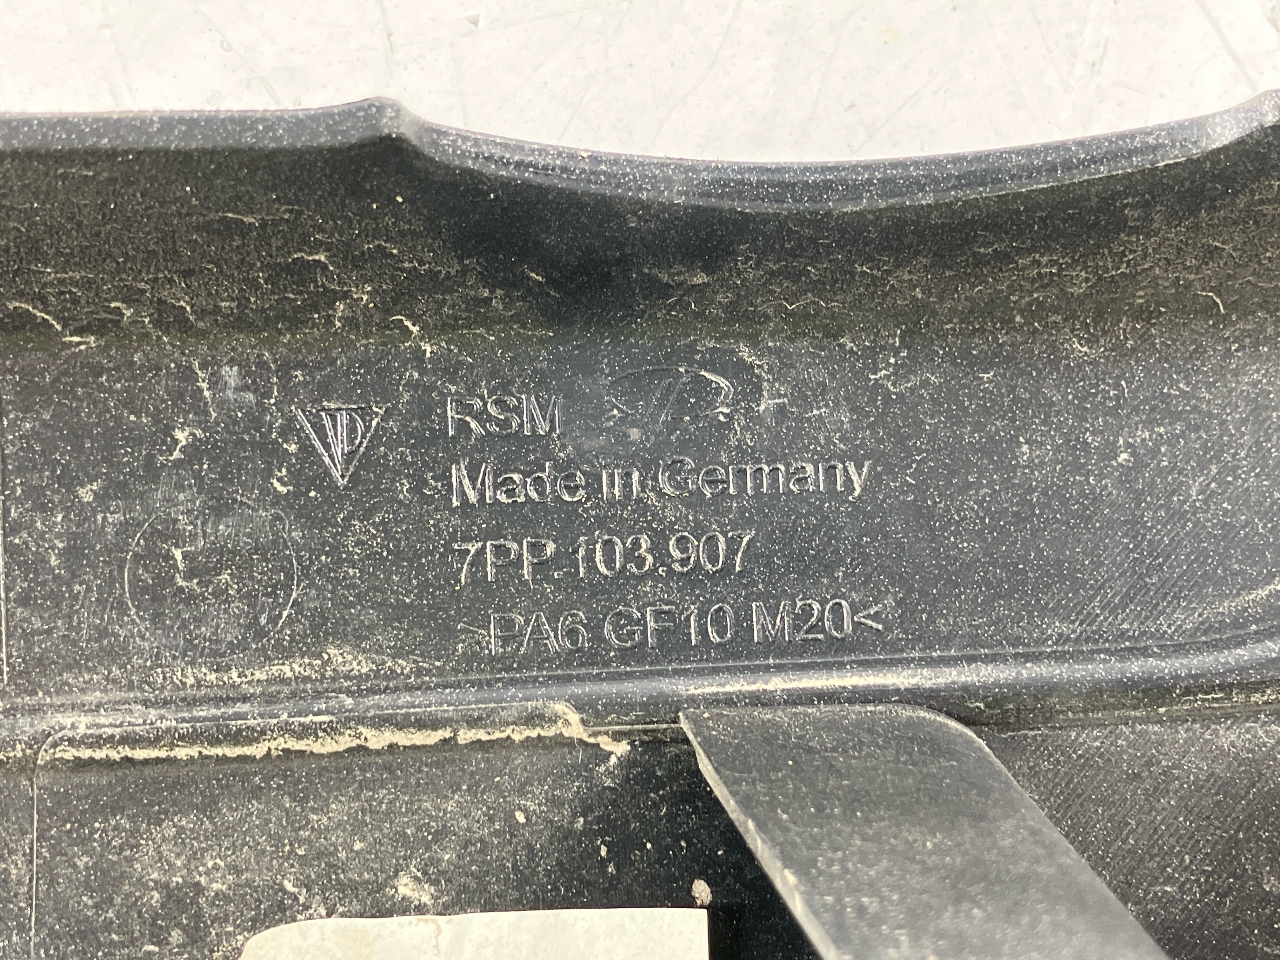 RSM
Made in Germany
7PP.103.907
>PA6 GF10 M20<